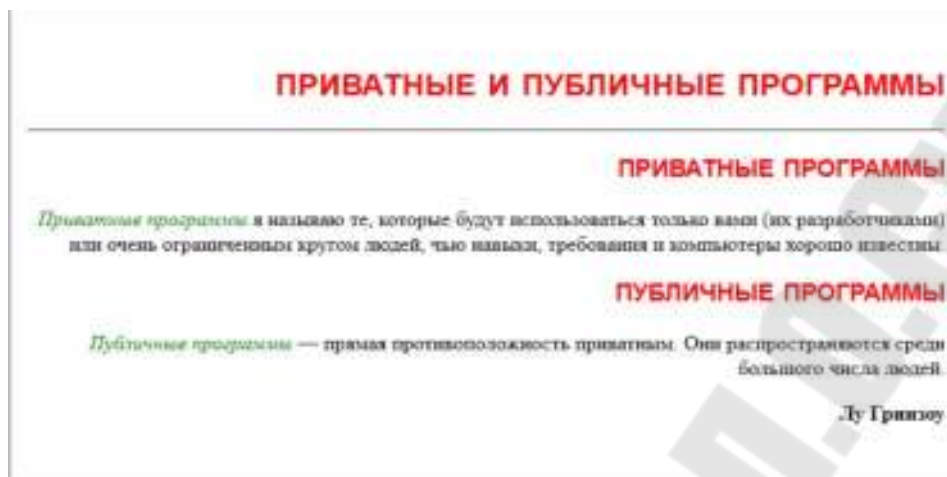 ПРИВАТНЫЕ И ПУБЛИЧНЫЕ ПРОГРАММЫ
ПРИВАТНЫЕ ПРОГРАММЫ
Приватные программы я называю те, которые будут использоваться только вами (их разработчиками)
или очень ограниченным кругом людей, чью навыки, требования и компьютеры хорошо известны.
ПУБЛИЧНЫЕ ПРОГРАММЫ
Публичные программы — прямая противоположность приватным. Они распространяются среди
большого числа людей.
Лу Гринзоу